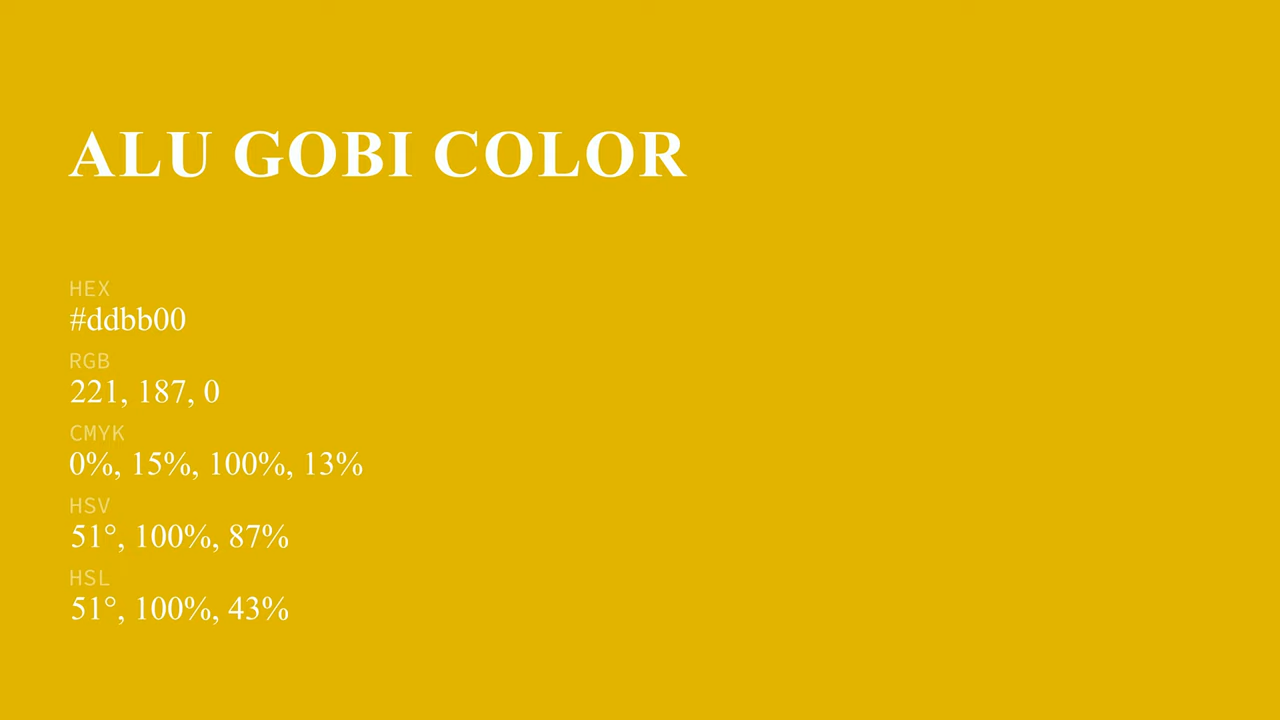 ALU GOBI COLOR
HEX
#ddbb00
RGB
221, 187, 0
CMYK
0%, 15%, 100%, 13%
HSV
51°, 100%, 87%
HSL
51°, 100%, 43%